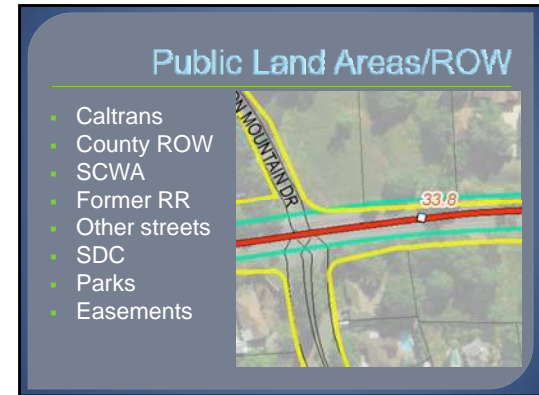 Public Land Areas/ROW
Caltrans
County ROW
SCWA
Former RR
Other streets
SDC
Parks
Easements
ON MOUNTAIN DR
33.8